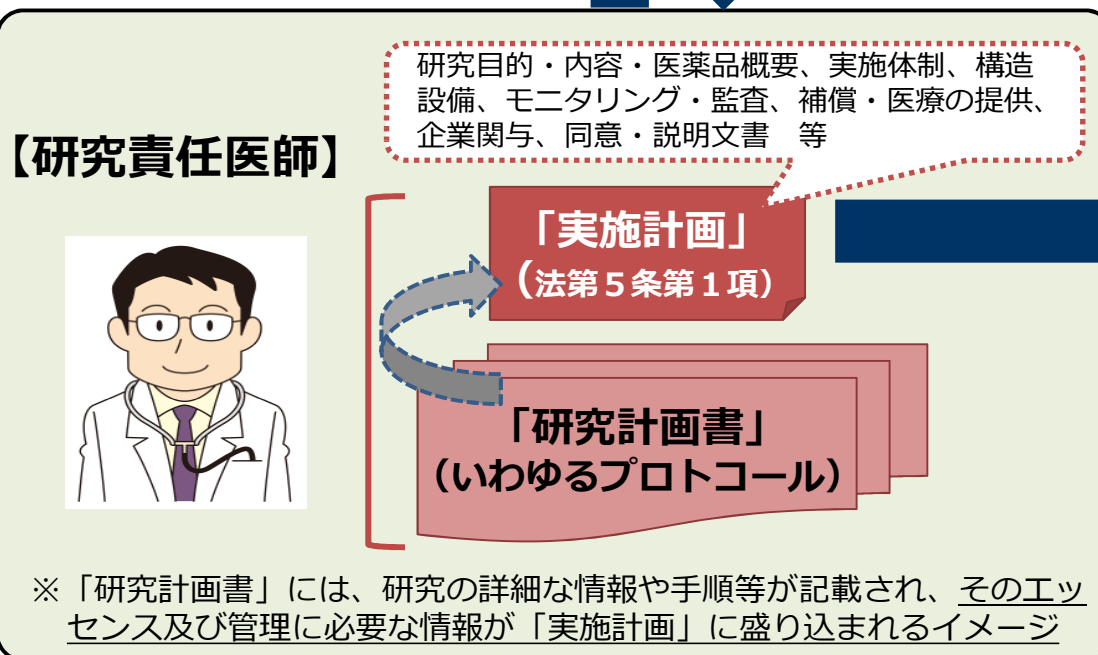 研究目的・内容・医薬品概要、実施体制、構造
設備、モニタリング・監査、補償・医療の提供、
企業関与、同意・説明文書　等
【研究責任医師】
「実施計画」
（法第５条第１項）
「研究計画書」
（いわゆるプロトコール）
※「研究計画書」には、研究の詳細な情報や手順等が記載され、そのエッ
センス及び管理に必要な情報が「実施計画」に盛り込まれるイメージ